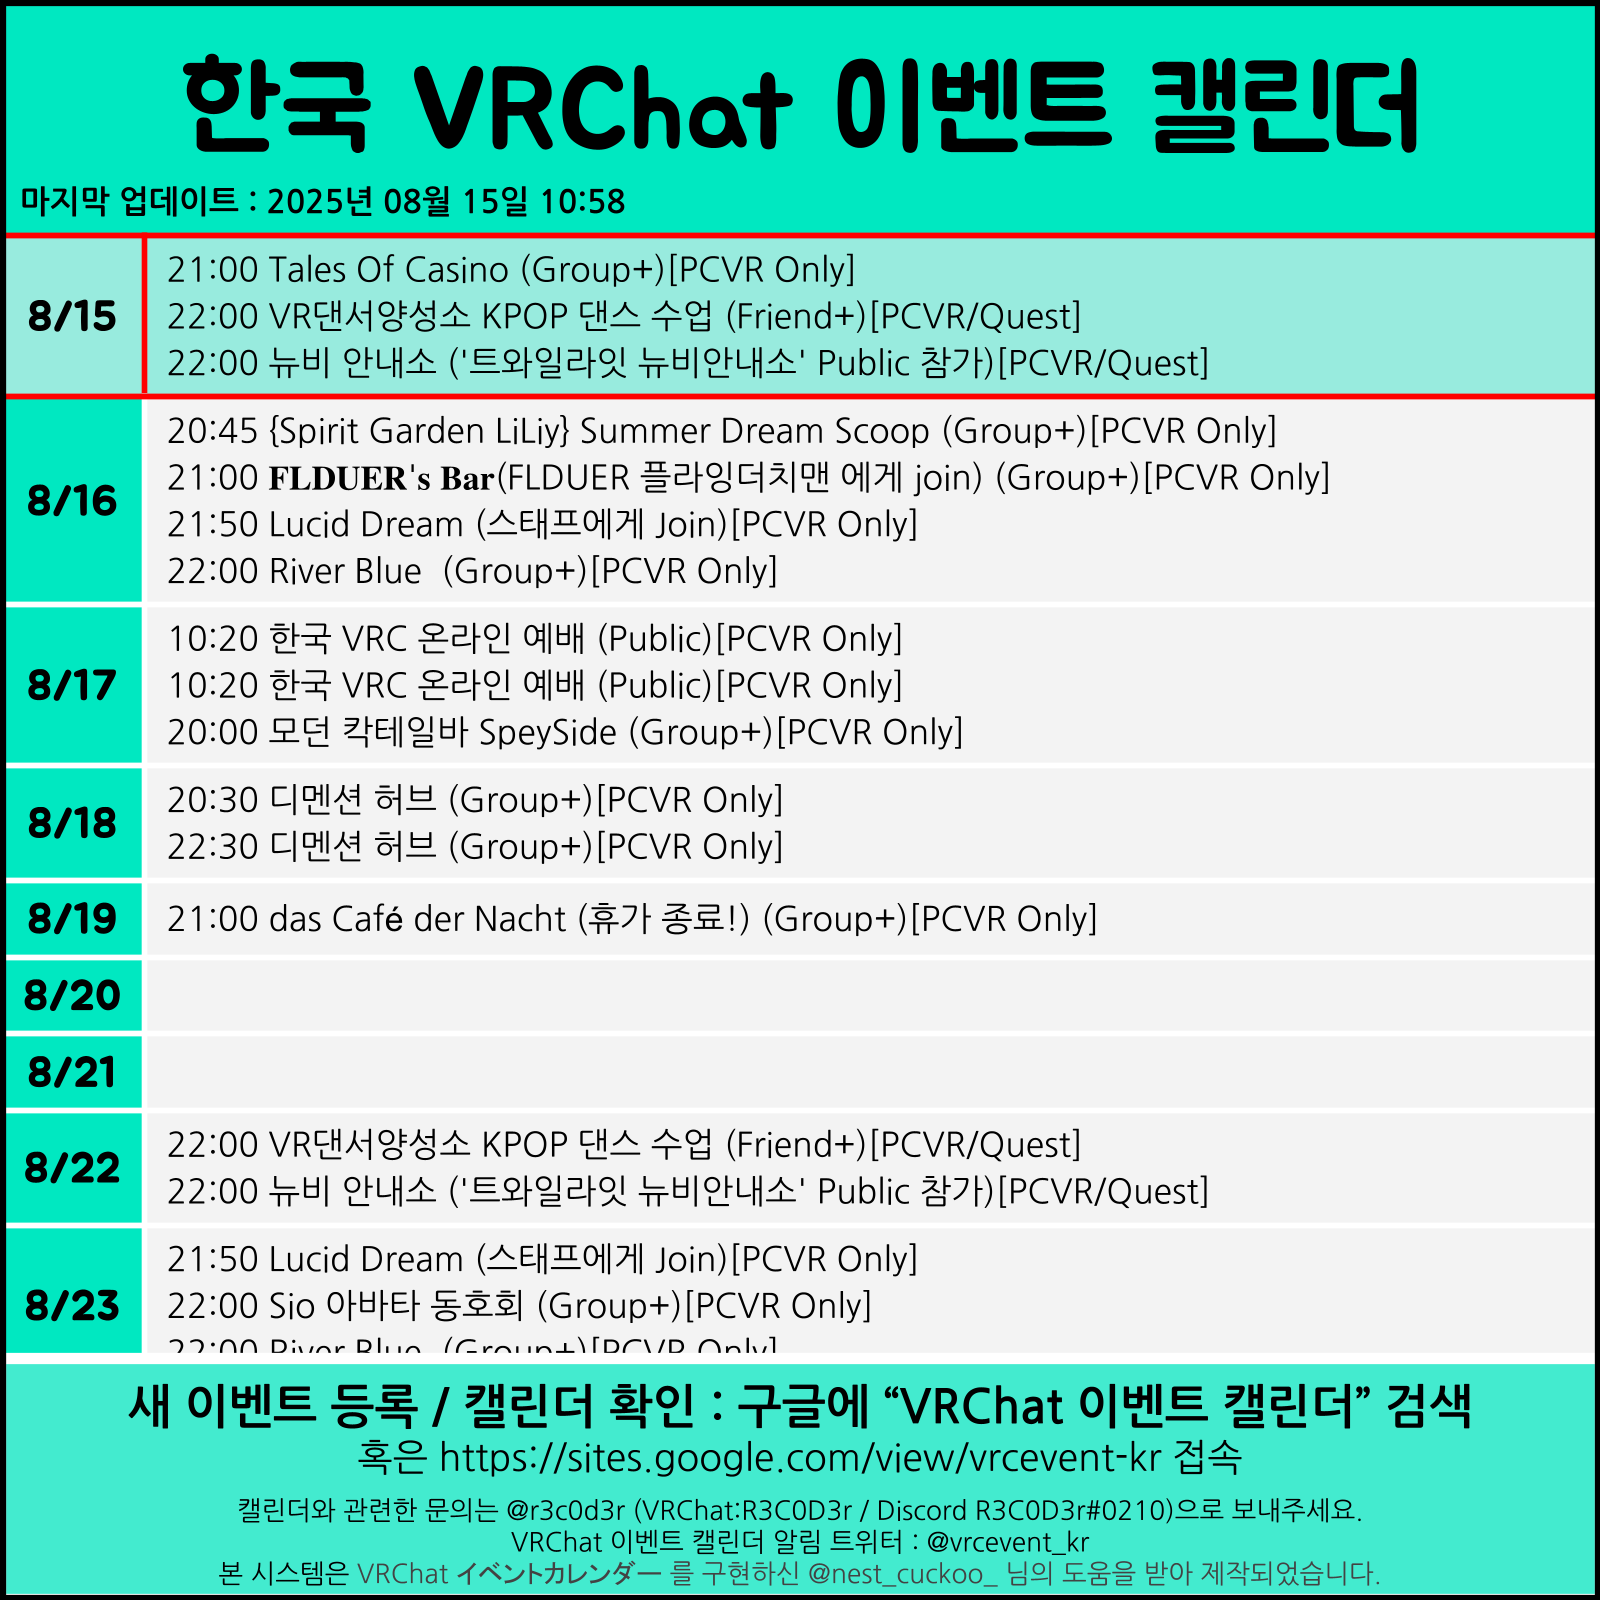 한국 VRChat 이벤트 캘린더
마지막 업데이트 : 2025년 08월 15일 10:58
8/15
21:00 Tales Of Casino (Group+)[PCVR Only]
22:00 VR댄서양성소 KPOP 댄스 수업 (Friend+)[PCVR/Quest]
22:00 뉴비 안내소 ('트와일라잇 뉴비안내소' Public 참가)[PCVR/Quest]
8/16
20:45 {Spirit Garden LiLiy} Summer Dream Scoop (Group+)[PCVR Only]
21:00 𝐅𝐋𝐃𝐔𝐄𝐑's 𝐁𝐚𝐫(FLDUER 플라잉더치맨 에게 join) (Group+)[PCVR Only]
21:50 Lucid Dream (스태프에게 Join)[PCVR Only]
22:00 River Blue  (Group+)[PCVR Only]
8/17
10:20 한국 VRC 온라인 예배 (Public)[PCVR Only]
10:20 한국 VRC 온라인 예배 (Public)[PCVR Only]
20:00 모던 칵테일바 SpeySide (Group+)[PCVR Only]
8/18
20:30 디멘션 허브 (Group+)[PCVR Only]
22:30 디멘션 허브 (Group+)[PCVR Only]
8/19
21:00 das Café der Nacht (휴가 종료!) (Group+)[PCVR Only]
8/20
8/21
8/22
22:00 VR댄서양성소 KPOP 댄스 수업 (Friend+)[PCVR/Quest]
22:00 뉴비 안내소 ('트와일라잇 뉴비안내소' Public 참가)[PCVR/Quest]
8/23
21:50 Lucid Dream (스태프에게 Join)[PCVR Only]
22:00 Sio 아바타 동호회 (Group+)[PCVR Only]
22:00 River Blue  (Group+)[PCVR Only]
새 이벤트 등록 / 캘린더 확인 : 구글에 “VRChat 이벤트 캘린더” 검색
혹은 https://sites.google.com/view/vrcevent-kr 접속
캘린더와 관련한 문의는 @r3c0d3r (VRChat:R3C0D3r / Discord R3C0D3r#0210)으로 보내주세요.
VRChat 이벤트 캘린더 알림 트위터 : @vrcevent_kr
본 시스템은 VRChat イベントカレンダー 를 구현하신 @nest_cuckoo_ 님의 도움을 받아 제작되었습니다.